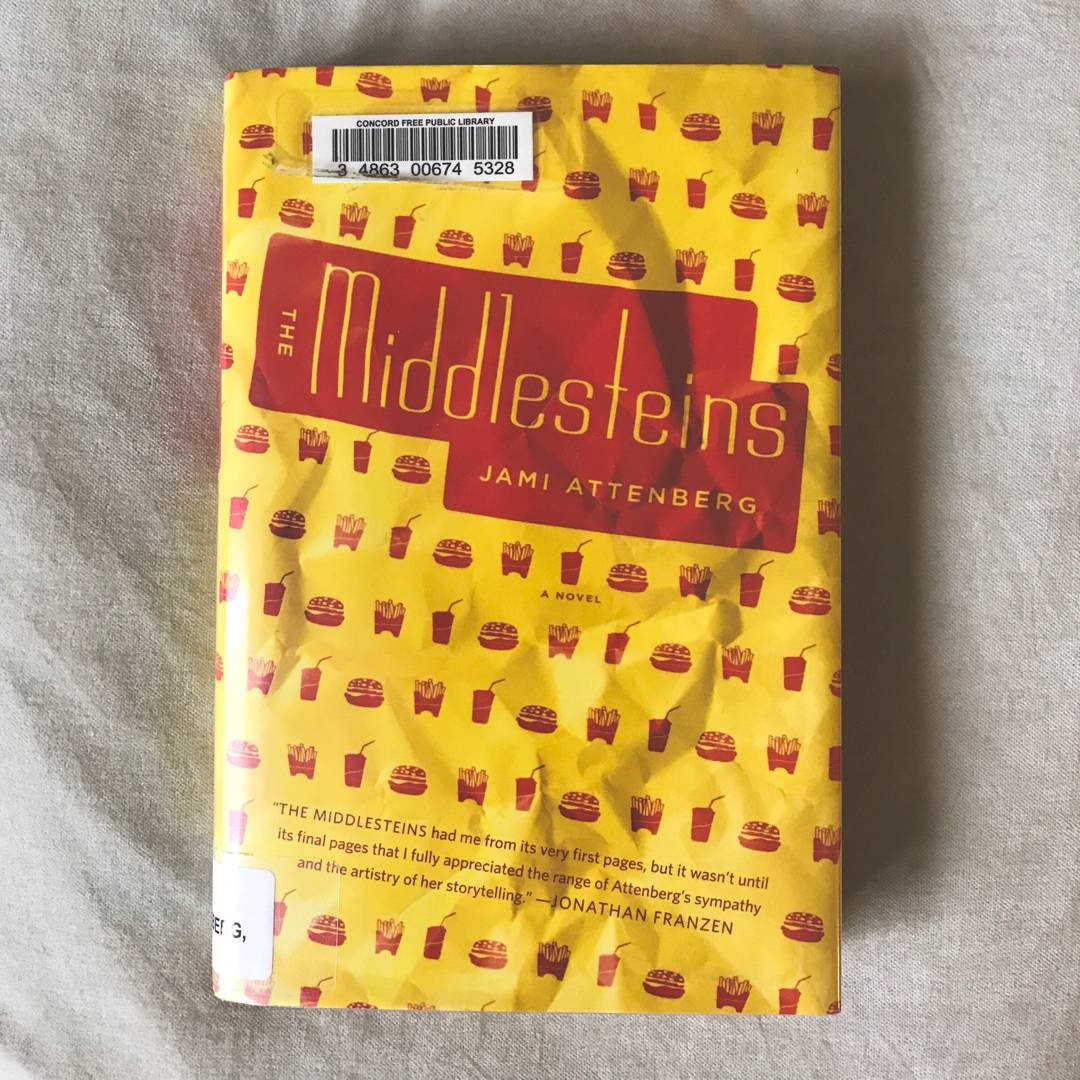 CONCORD FREE PUBLIC LIBRARY
3 4863 00674 5328
THE
Middlesteins
JAMI ATTENBERG
A NOVEL
"THE MIDDLESTEINS had me from its very first pages, but it wasn't until
its final pages that I fully appreciated the range of Attenberg's sympathy
and the artistry of her storytelling." —JONATHAN FRANZEN